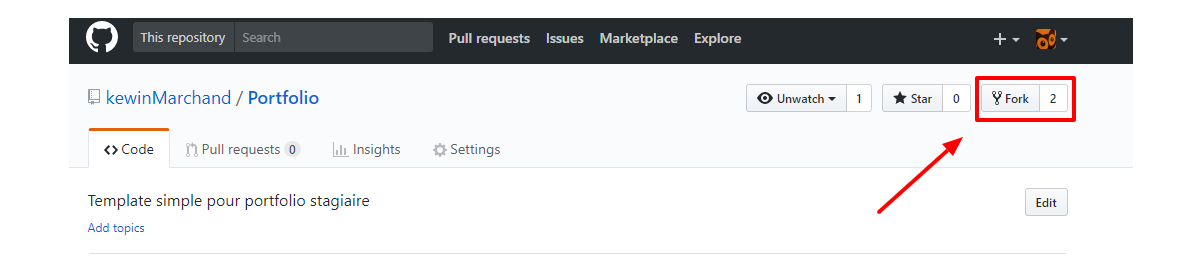 This repository Search Pull requests Issues Marketplace Explore
kewinMarchand / Portfolio Unwatch 1 Star 0 Fork 2
Code Pull requests 0 Insights Settings
Template simple pour portfolio stagiaire Edit
Add topics